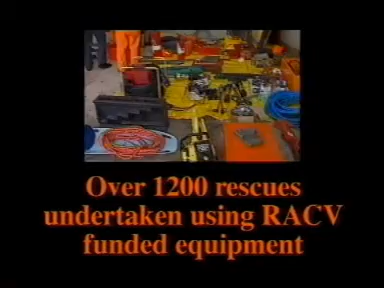 Over 1200 rescues
undertaken using RACV
funded equipment